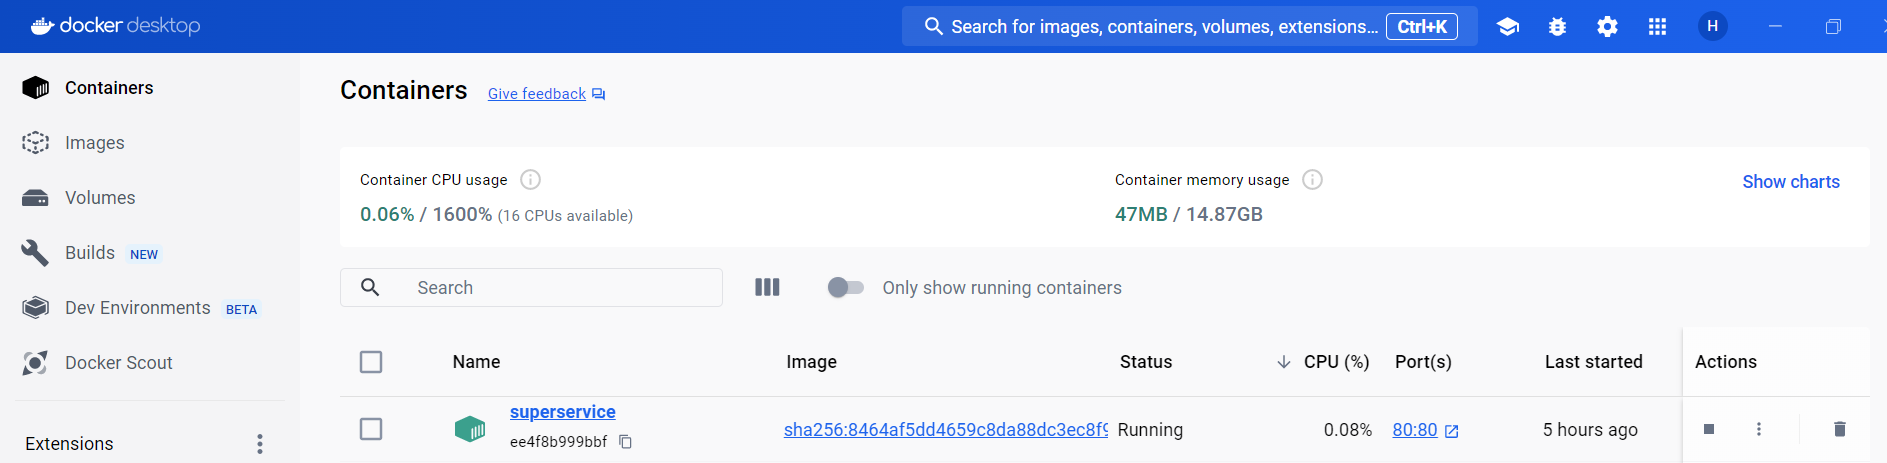 docker desktop
Search for images, containers, volumes, extensions... Ctrl+K
H
Containers
Images
Volumes
Builds NEW
Dev Environments BETA
Docker Scout
Extensions
Containers Give feedback
Container CPU usage
0.06% / 1600% (16 CPUs available)
Container memory usage
47MB / 14.87GB
Show charts
Search
Only show running containers
Name Image Status CPU (%) Port(s) Last started Actions
superservice
ee4f8b999bbf
sha256:8464af5dd4659c8da88dc3ec8f9 Running 0.08% 80:80 5 hours ago